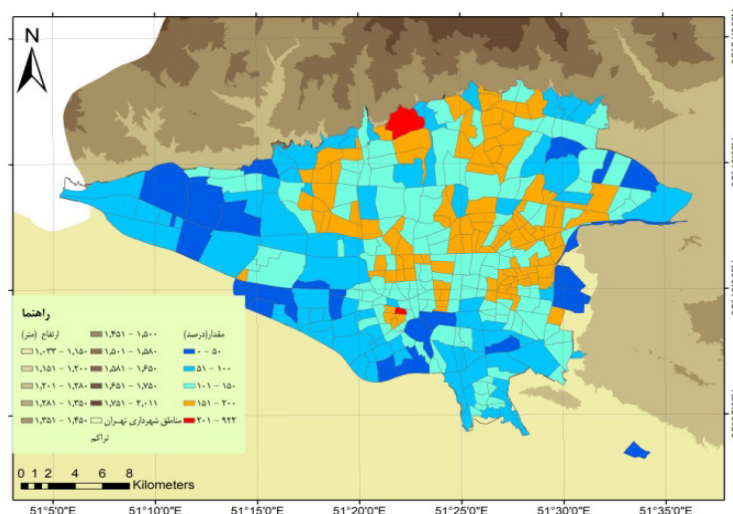 N
راهنما
ارتفاع (متر)
۱,۰۳۳ - ۱,۱۵۰
۱,۱۵۱ - ۱,۲۰۰
۱,۲۰۱ - ۱,۲۸۰
۱,۲۸۱ - ۱,۳۵۰
۱,۳۵۱ - ۱,۴۵۰
۱,۴۵۱ - ۱,۵۰۰
۱,۵۰۱ - ۱,۵۸۰
۱,۵۸۱ - ۱,۶۵۰
۱,۶۵۱ - ۱,۷۵۰
۱,۷۵۱ - ۲,۰۱۱
مناطق شهرداری تهران
تراکم
مقدار(درصد)
۰ - ۵۰
۵۱ - ۱۰۰
۱۰۱ - ۱۵۰
۱۵۱ - ۲۰۰
۲۰۱ - ۹۲۲
0 1 2 4 6 8
Kilometers
51°5'0"E 51°10'0"E 51°15'0"E 51°20'0"E 51°25'0"E 51°30'0"E 51°35'0"E